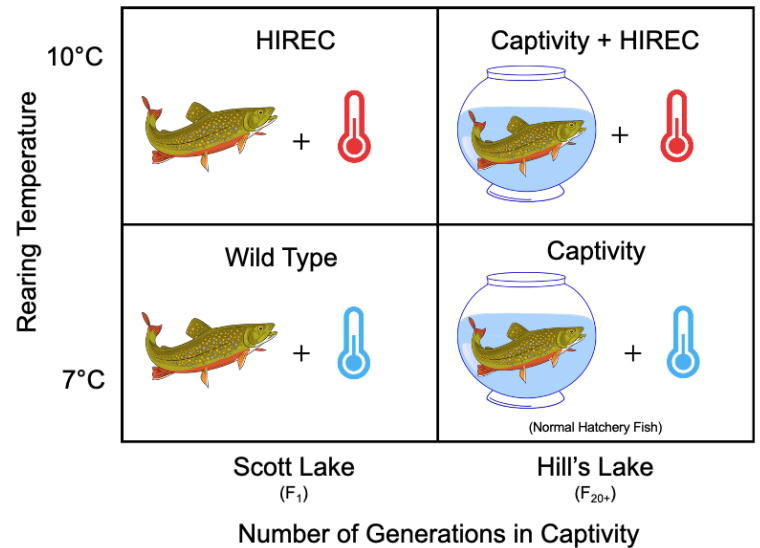 HIREC
Captivity + HIREC
10°C
+
+
Rearing Temperature
Wild Type
Captivity
+
+
7°C
(Normal Hatchery Fish)
Scott Lake
Hill's Lake
(F₁)
(F₂₀₊)
Number of Generations in Captivity